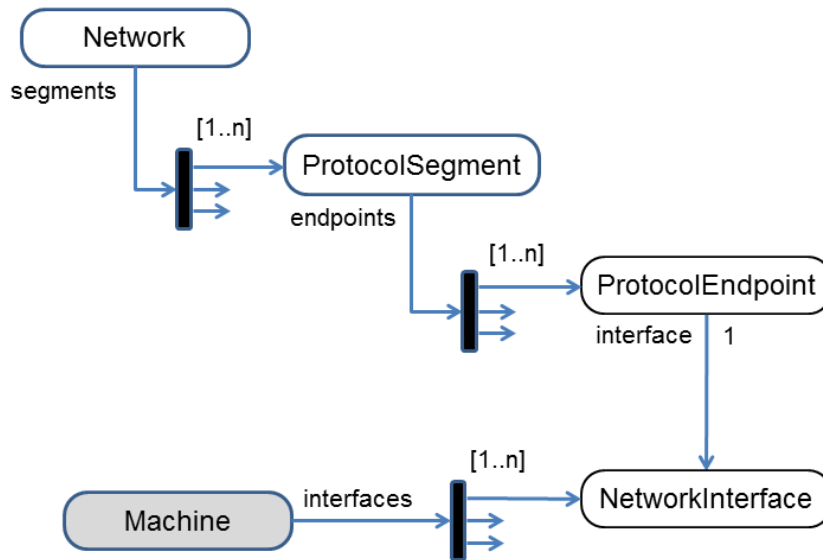 Network
segments
[1..n]
ProtocolSegment
endpoints
[1..n]
ProtocolEndpoint
interface 1
[1..n]
interfaces
NetworkInterface
Machine